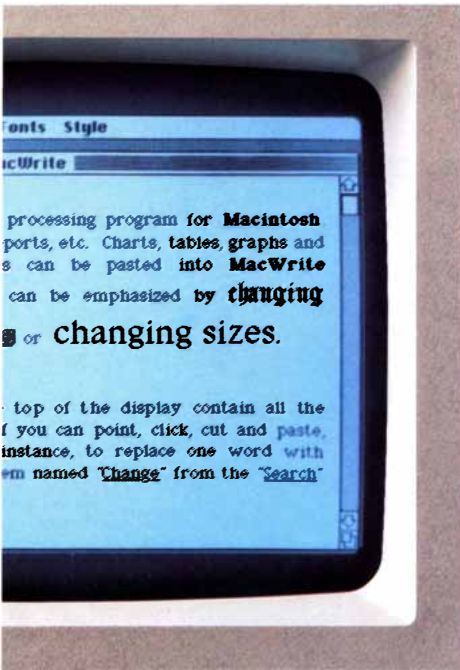 Fonts Style
acWrite
processing program for Macintosh
ports, etc. Charts, tables, graphs and
s can be pasted into MacWrite
can be emphasized by changing
or changing sizes.
top of the display contain all the
f you can point, click, cut and paste,
instance, to replace one word with
em named "Change" from the "Search"